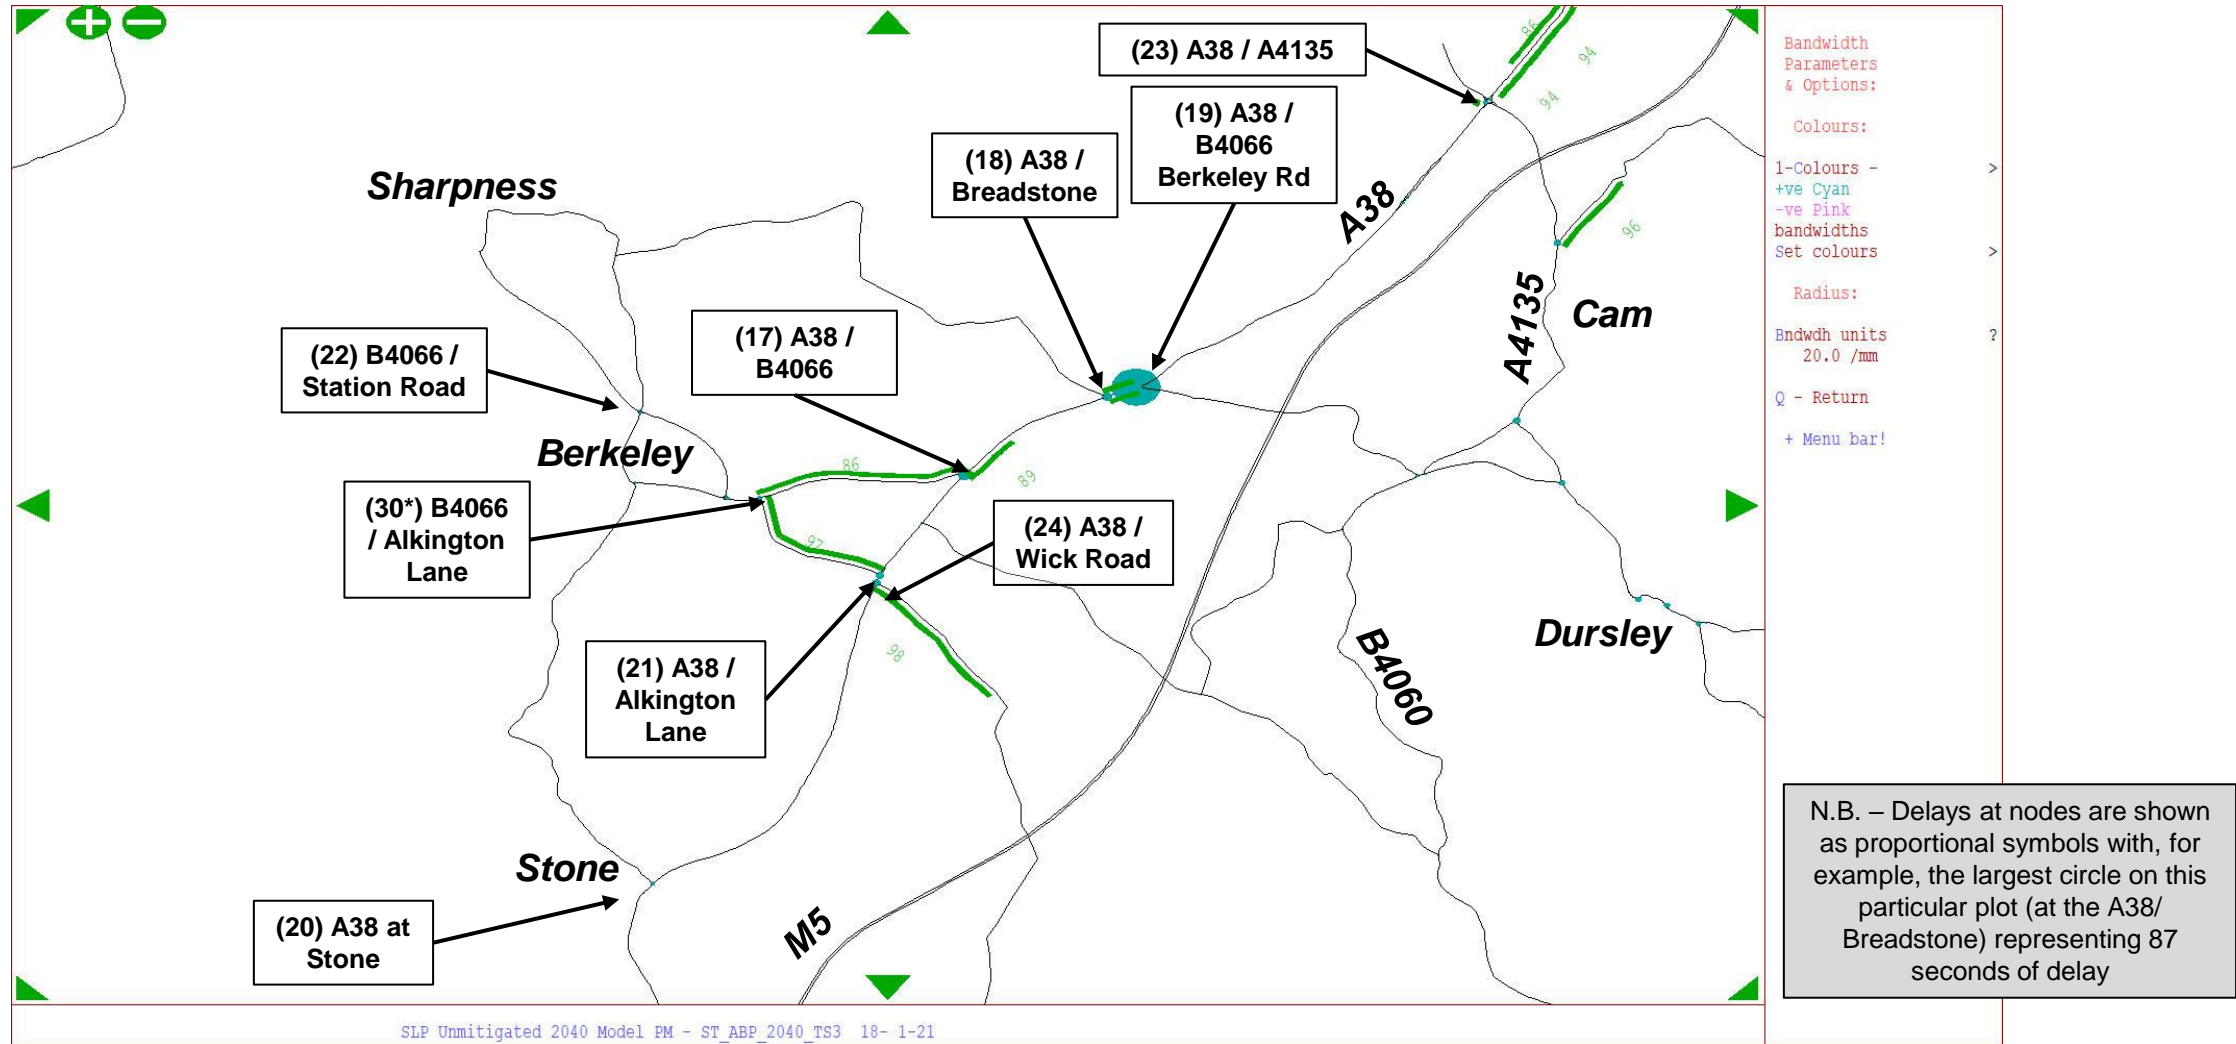 (23) A38 / A4135
(19) A38 /
B4066
Berkeley Rd
(18) A38 /
Breadstone
Sharpness
A38
86
94
94
96
A4135
Cam
(22) B4066 /
Station Road
(17) A38 /
B4066
Berkeley
86
89
(30*) B4066
/ Alkington
Lane
97
(24) A38 /
Wick Road
98
(21) A38 /
Alkington
Lane
B4060
Dursley
Stone
(20) A38 at
Stone
M5
Bandwidth
Parameters
& Options:
Colours:
1-Colours - >
+ve Cyan
-ve Pink
bandwidths
Set colours >
Radius:
Bndwdh units ?
20.0 /mm
Q - Return
+ Menu bar!
N.B. – Delays at nodes are shown
as proportional symbols with, for
example, the largest circle on this
particular plot (at the A38/
Breadstone) representing 87
seconds of delay
SLP Unmitigated 2040 Model PM - ST_ABP_2040_TS3 18- 1-21